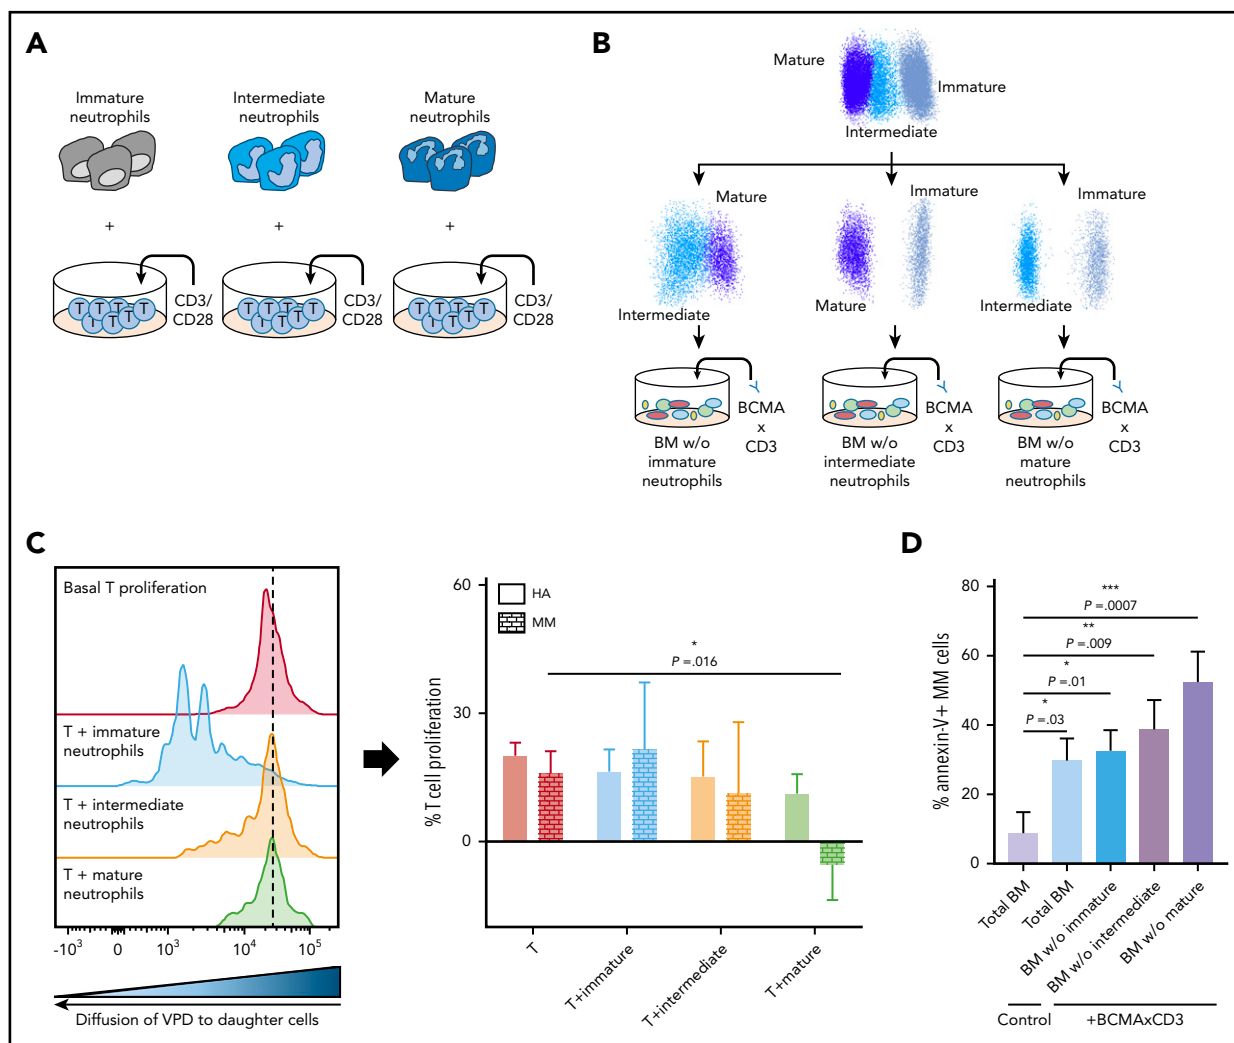 A
Immature
neutrophils
Intermediate
neutrophils
Mature
neutrophils
+
+
+
T T T T T T T
CD3/
CD28
T T T T T T T
CD3/
CD28
T T T T T T T
CD3/
CD28
B
Mature
Immature
Intermediate
Mature
Intermediate
Immature
Mature
Immature
Intermediate
BCMA
x
CD3
BM w/o
immature
neutrophils
BCMA
x
CD3
BM w/o
intermediate
neutrophils
BCMA
x
CD3
BM w/o
mature
neutrophils
C
Basal T proliferation
T + immature
neutrophils
T + intermediate
neutrophils
T + mature
neutrophils
-10³ 0 10³ 10⁴ 10⁵
Diffusion of VPD to daughter cells
% T cell proliferation
60
30
0
HA
MM
*
P =.016
T
T+immature
T+intermediate
T+mature
D
% annexin-V+ MM cells
80
60
40
20
0
***
P =.0007
**
P =.009
*
P =.01
*
P =.03
Total BM
Total BM
BM w/o immature
BM w/o intermediate
BM w/o mature
Control
+BCMAxCD3